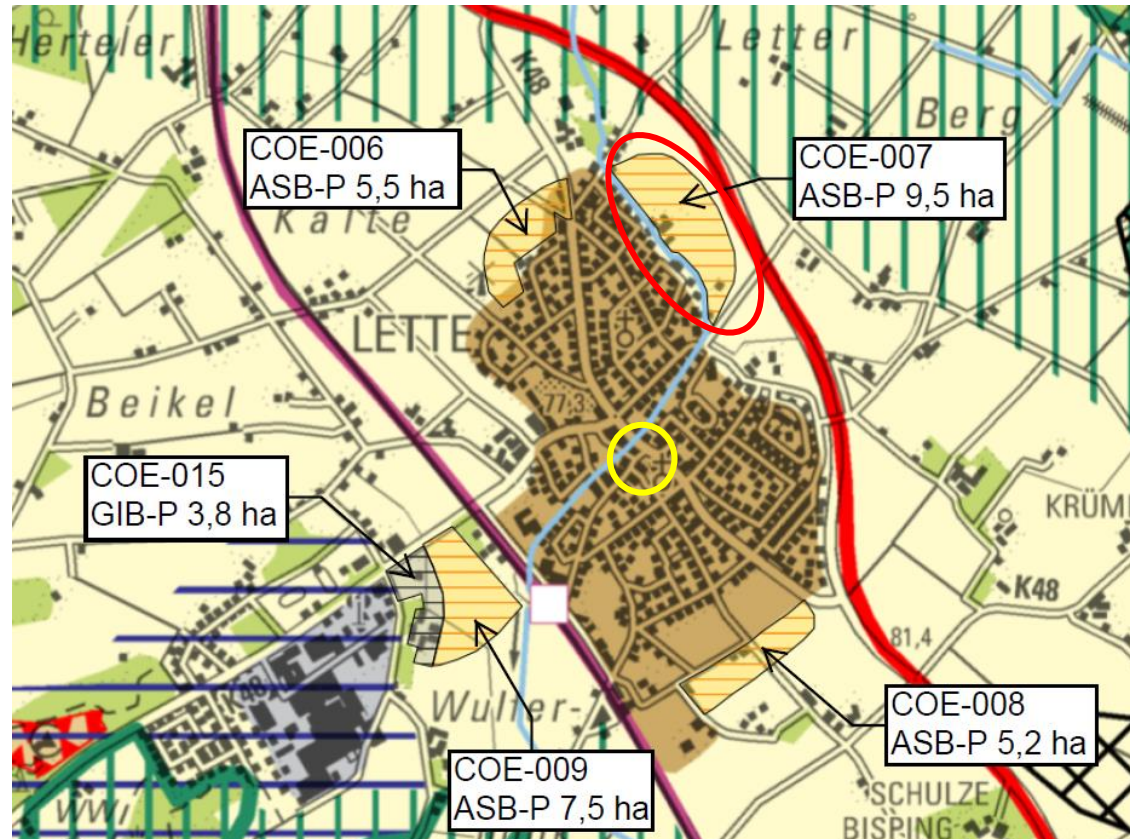 Herteler
K48
Letter
Berg
COE-006
ASB-P 5,5 ha
COE-007
ASB-P 9,5 ha
Kalte
LETTE
77,3
Beikel
COE-015
GIB-P 3,8 ha
KRÜM
K48
81,4
K48
Wulfer-
COE-008
ASB-P 5,2 ha
COE-009
ASB-P 7,5 ha
SCHULZE
BISPING